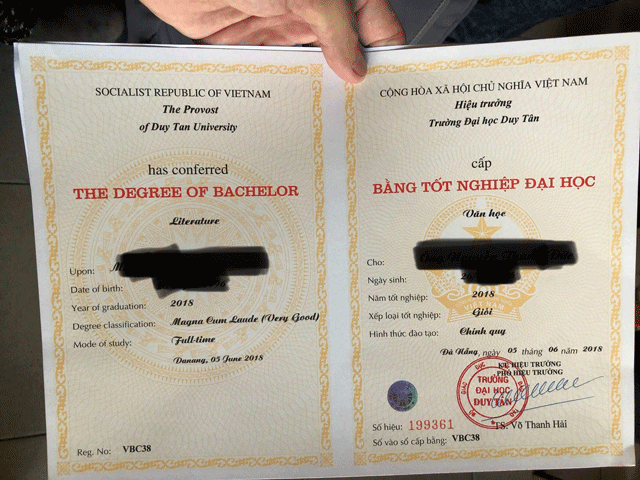 SOCIALIST REPUBLIC OF VIETNAM
The Provost
of Duy Tan University
has conferred
THE DEGREE OF BACHELOR
Literature
Upon:
Date of birth:
Year of graduation: 2018
Degree classification: Magna Cum Laude (Very Good)
Mode of study: Full-time
Danang, 05 June 2018
Reg. No: VBC38
CỘNG HÒA XÃ HỘI CHỦ NGHĨA VIỆT NAM
Hiệu trưởng
Trường Đại học Duy Tân
cấp
BẰNG TỐT NGHIỆP ĐẠI HỌC
Văn học
Cho:
Ngày sinh:
Năm tốt nghiệp: 2018
Xếp loại tốt nghiệp: Giỏi
Hình thức đào tạo: Chính quy
Đà Nẵng, ngày 05 tháng 06 năm 2018
KT. HIỆU TRƯỞNG
PHÓ HIỆU TRƯỞNG
TRƯỜNG
ĐẠI HỌC
DUY TÂN
TS. Võ Thanh Hải
Số hiệu: 199361
Số vào sổ cấp bằng: VBC38